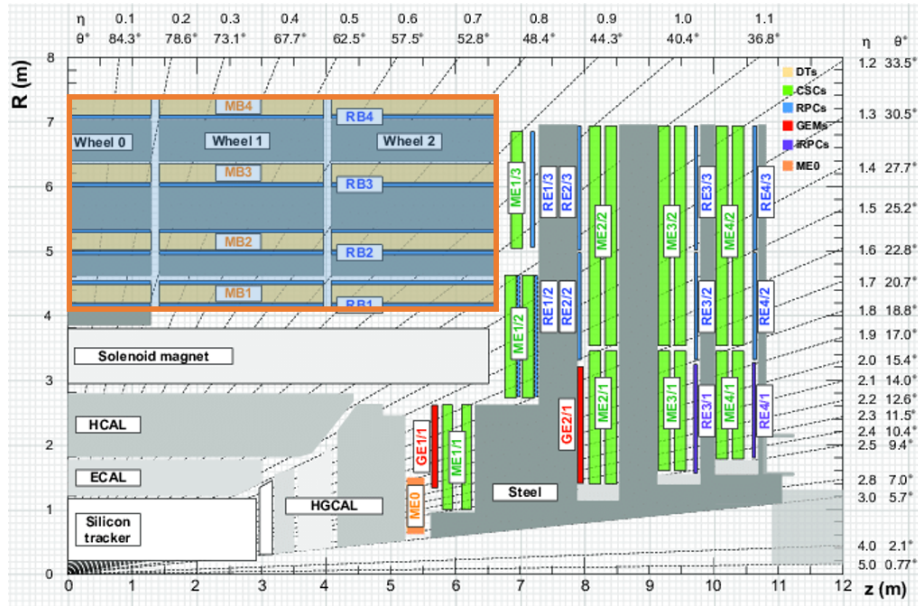 η 0.1 0.2 0.3 0.4 0.5 0.6 0.7 0.8 0.9 1.0 1.1
θ° 84.3° 78.6° 73.1° 67.7° 62.5° 57.5° 52.8° 48.4° 44.3° 40.4° 36.8° η θ°
R (m)
8 7 6 5 4 3 2 1 0
1.2 33.5°
1.3 30.5°
1.4 27.7°
1.5 25.2°
1.6 22.8°
1.7 20.7°
1.8 18.8°
1.9 17.0°
2.0 15.4°
2.1 14.0°
2.2 12.6°
2.3 11.5°
2.4 10.4°
2.5 9.4°
2.8 7.0°
3.0 5.7°
4.0 2.1°
5.0 0.77°
DTs
CSCs
RPCs
GEMs
iRPCs
ME0
MB4
RB4
Wheel 0 Wheel 1 Wheel 2
MB3
RB3
MB2
RB2
MB1
RB1
Solenoid magnet
HCAL
ECAL
Silicon
tracker
HGCAL
Steel
ME0
GE1/1
ME1/1
ME1/2
ME1/3
RE1/3
RE2/3
RE1/2
RE2/2
GE2/1
ME2/1
ME2/2
ME3/2
ME3/1
RE3/3
RE3/2
RE3/1
ME4/2
ME4/1
RE4/3
RE4/2
RE4/1
0 1 2 3 4 5 6 7 8 9 10 11 12
z (m)